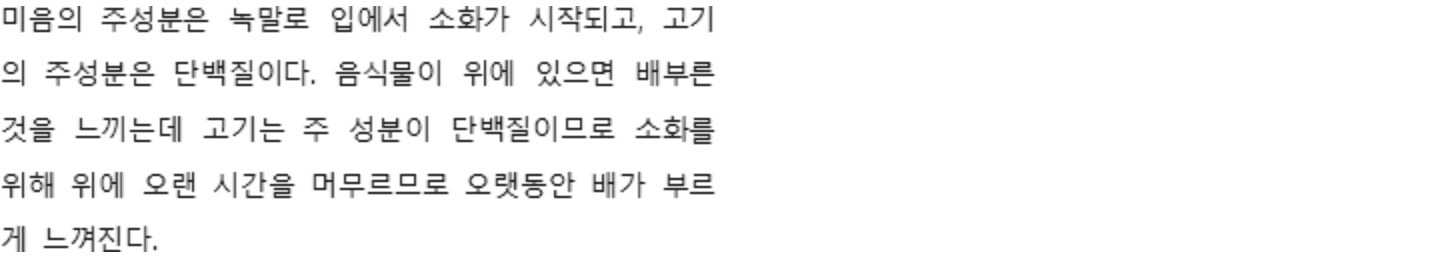 미음의 주성분은 녹말로 입에서 소화가 시작되고, 고기
의 주성분은 단백질이다. 음식물이 위에 있으면 배부른
것을 느끼는데 고기는 주 성분이 단백질이므로 소화를
위해 위에 오랜 시간을 머무르므로 오랫동안 배가 부르
게 느껴진다.